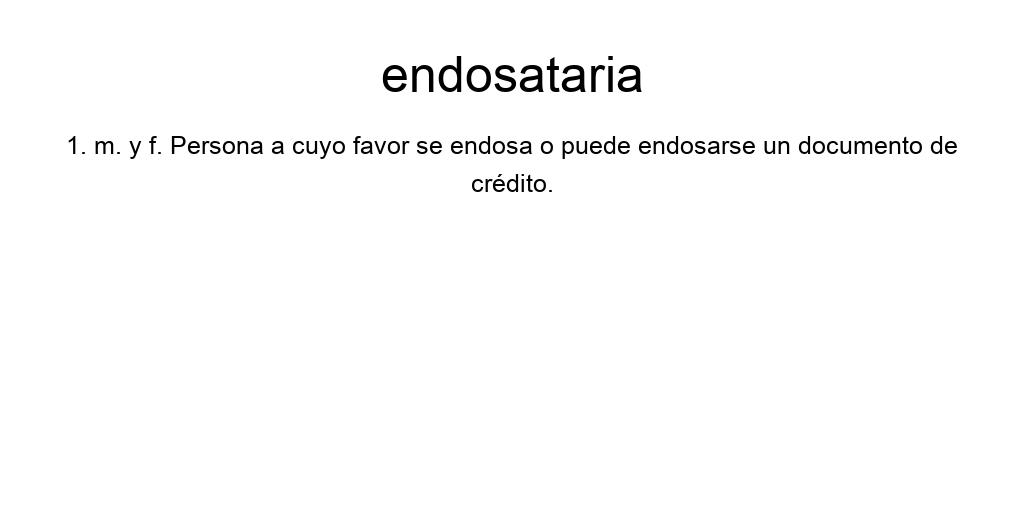 endosataria
1. m. y f. Persona a cuyo favor se endosa o puede endosarse un documento de
crédito.